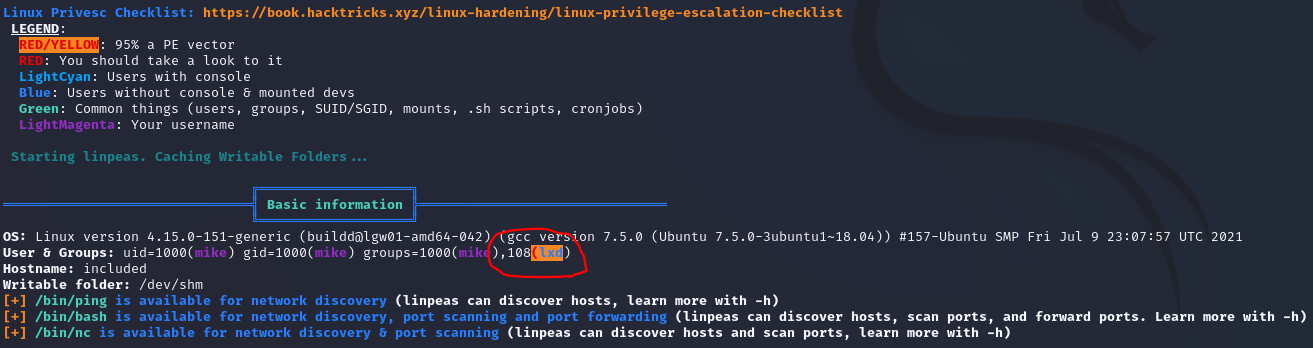 Linux Privesc Checklist: https://book.hacktricks.xyz/linux-hardening/linux-privilege-escalation-checklist
LEGEND:
RED/YELLOW: 95% a PE vector
RED: You should take a look to it
LightCyan: Users with console
Blue: Users without console & mounted devs
Green: Common things (users, groups, SUID/SGID, mounts, .sh scripts, cronjobs)
LightMagenta: Your username
Starting linpeas. Caching Writable Folders...
Basic information
OS: Linux version 4.15.0-151-generic (buildd@lgw01-amd64-042) (gcc version 7.5.0 (Ubuntu 7.5.0-3ubuntu1~18.04)) #157-Ubuntu SMP Fri Jul 9 23:07:57 UTC 2021
User & Groups: uid=1000(mike) gid=1000(mike) groups=1000(mike),108(lxd)
Hostname: included
Writable folder: /dev/shm
[+] /bin/ping is available for network discovery (linpeas can discover hosts, learn more with -h)
[+] /bin/bash is available for network discovery, port scanning and port forwarding (linpeas can discover hosts, scan ports, and forward ports. Learn more with -h)
[+] /bin/nc is available for network discovery & port scanning (linpeas can discover hosts and scan ports, learn more with -h)